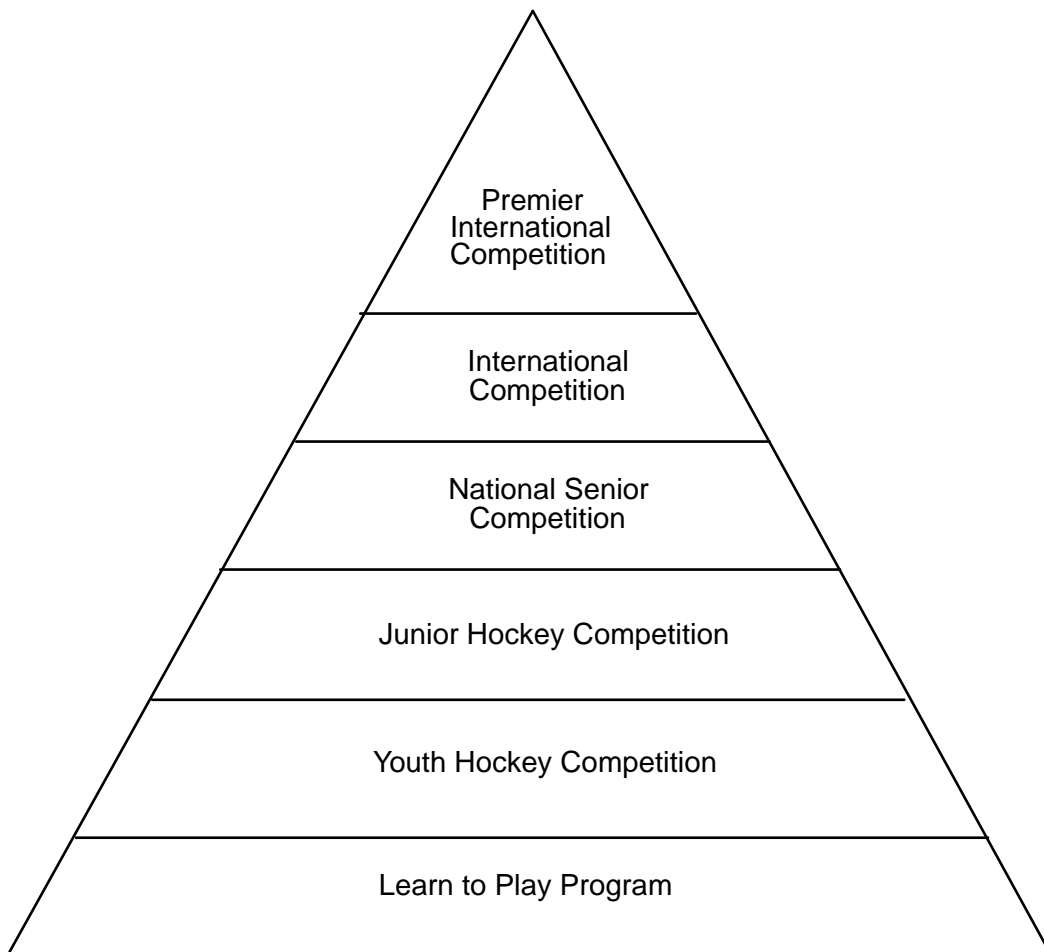 Premier
International
Competition
International
Competition
National Senior
Competition
Junior Hockey Competition
Youth Hockey Competition
Learn to Play Program